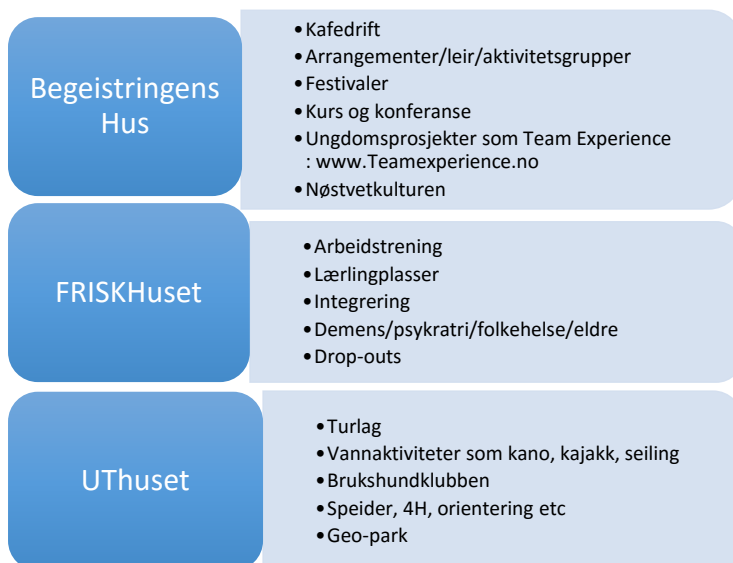 Begeistringens
Hus
•Kafedrift
•Arrangementer/leir/aktivitetsgrupper
•Festivaler
•Kurs og konferanse
•Ungdomsprosjekter som Team Experience
: www.Teamexperience.no
•Nøstvetkulturen
FRISKHuset
•Arbeidstrening
•Lærlingplasser
•Integrering
•Demens/psykratri/folkehelse/eldre
•Drop-outs
UThuset
•Turlag
•Vannaktiviteter som kano, kajakk, seiling
•Brukshundklubben
•Speider, 4H, orientering etc
•Geo-park